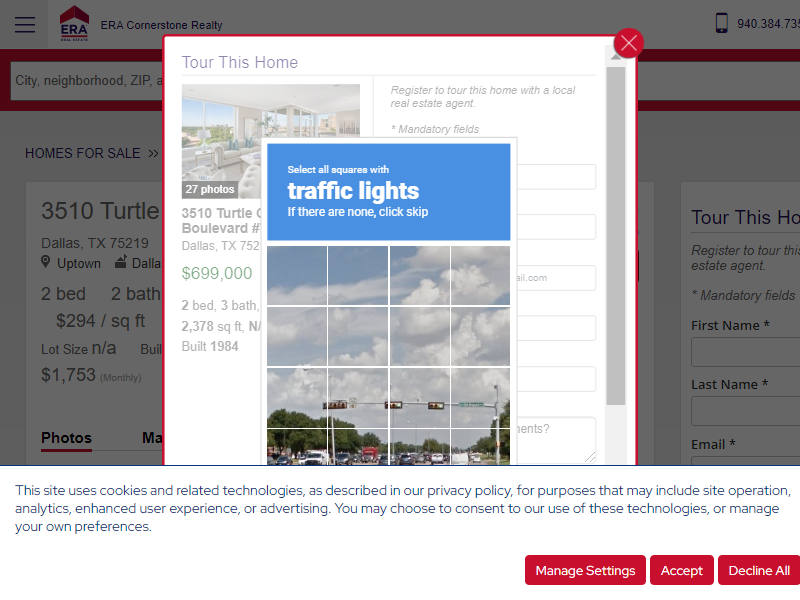 ERA
REAL ESTATE
ERA Cornerstone Realty
940.384.735
City, neighborhood, ZIP, a
HOMES FOR SALE >>
3510 Turtle
Dallas, TX 75219
Uptown
Dalla
2 bed 2 bath
$294 / sq ft
Lot Size n/a Buil
$1,753 (Monthly)
Photos
Ma
Tour This Home
27 photos
3510 Turtle C
Boulevard #
Dallas, TX 752
$699,000
2 bed, 3 bath,
2,378 sq ft, N/
Built 1984
Register to tour this home with a local
real estate agent.
* Mandatory fields
ail.com
ments?
Select all squares with
traffic lights
If there are none, click skip
Tour This Ho
Register to tour this
estate agent.
* Mandatory fields
First Name *
Last Name *
Email *
This site uses cookies and related technologies, as described in our privacy policy, for purposes that may include site operation,
analytics, enhanced user experience, or advertising. You may choose to consent to our use of these technologies, or manage
your own preferences.
Manage Settings
Accept
Decline All